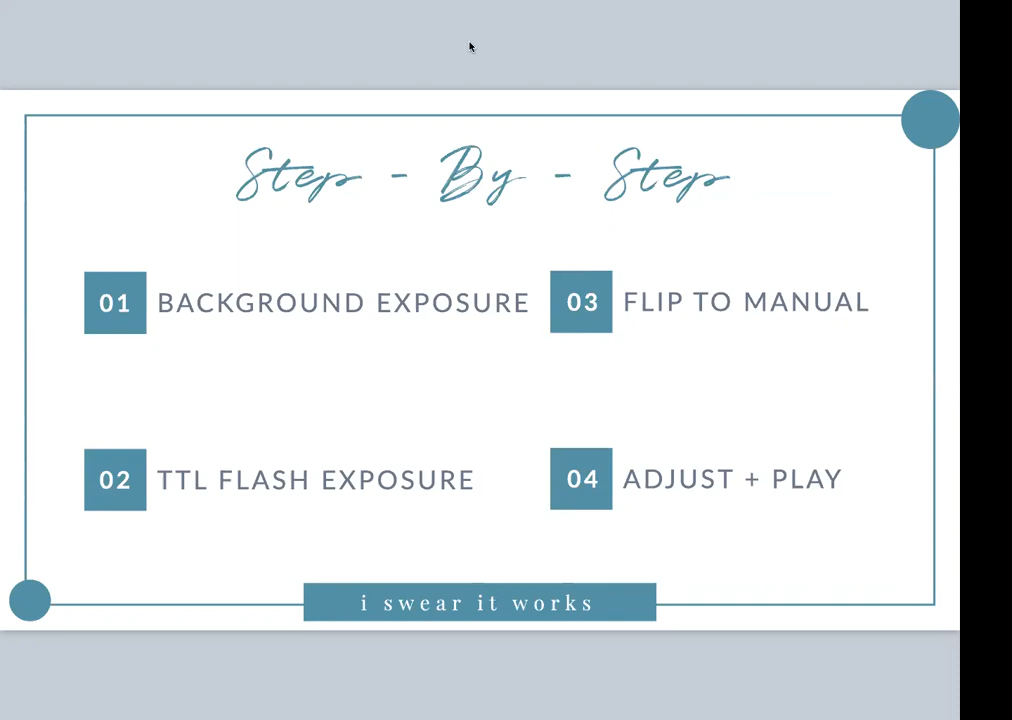 Step - By - Step
01 BACKGROUND EXPOSURE
02 TTL FLASH EXPOSURE
03 FLIP TO MANUAL
04 ADJUST + PLAY
i swear it works